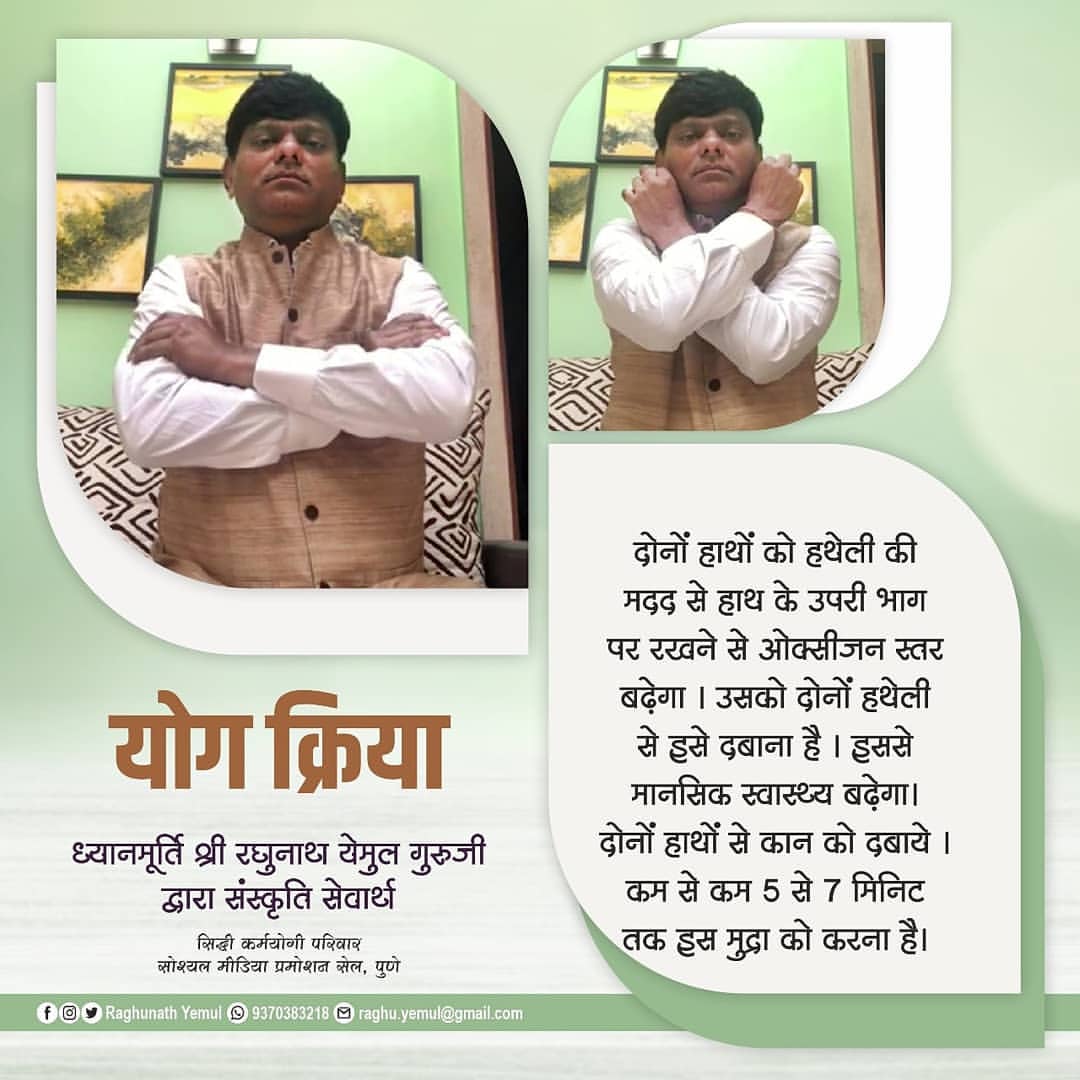 दोनों हाथों को हथेली की
मदद से हाथ के उपरी भाग
पर रखने से ओक्सीजन स्तर
बढ़ेगा । उसको दोनों हथेली
से इसे दबाना है । इससे
मानसिक स्वास्थ्य बढ़ेगा।
दोनों हाथों से कान को दबाये ।
कम से कम 5 से 7 मिनिट
तक इस मुद्रा को करना है।
योग क्रिया
ध्यानमूर्ति श्री रघुनाथ येमुल गुरुजी
द्वारा संस्कृति सेवार्थ
सिद्धी कर्मयोगी परिवार
सोश्यल मीडिया प्रमोशन सेल, पुणे
Raghunath Yemul 9370383218 raghu.yemul@gmail.com